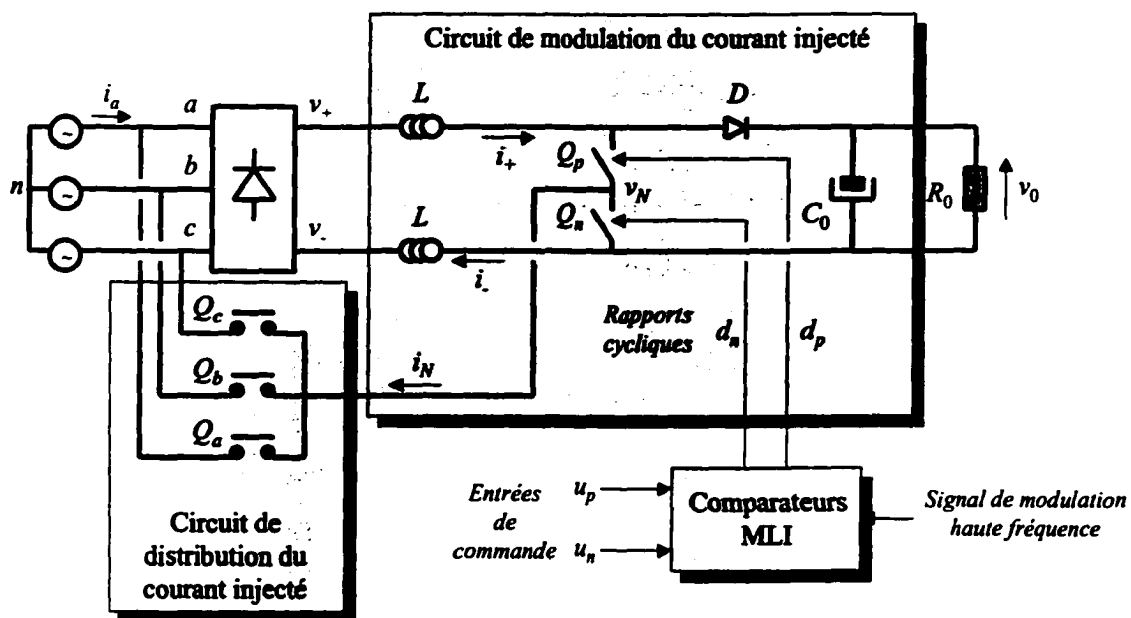 Circuit de modulation du courant injecté
i_a
a
v_+
L
D
i_+
Q_p
b
n
v_N
Q_n
C_0
R_0
v_0
c
v_-
L
i_-
Q_c
Rapports
cycliques
d_n
d_p
Q_b
i_N
Q_a
Circuit de
distribution du
courant injecté
Entrées
de
commande
u_p
u_n
Comparateurs
MLI
Signal de modulation
haute fréquence